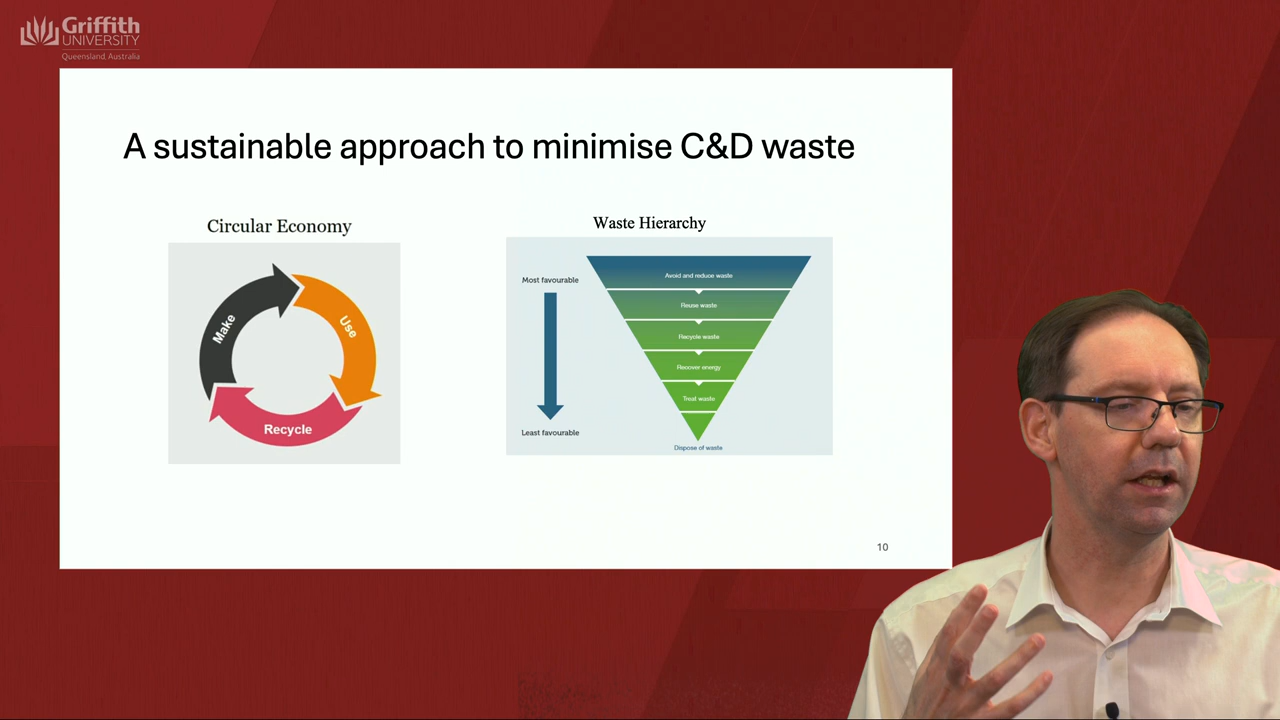 Griffith
UNIVERSITY
Queensland, Australia
A sustainable approach to minimise C&D waste
Circular Economy
Make
Use
Recycle
Waste Hierarchy
Most favourable
Least favourable
Avoid and reduce waste
Reuse waste
Recycle waste
Recover energy
Treat waste
Dispose of waste
10